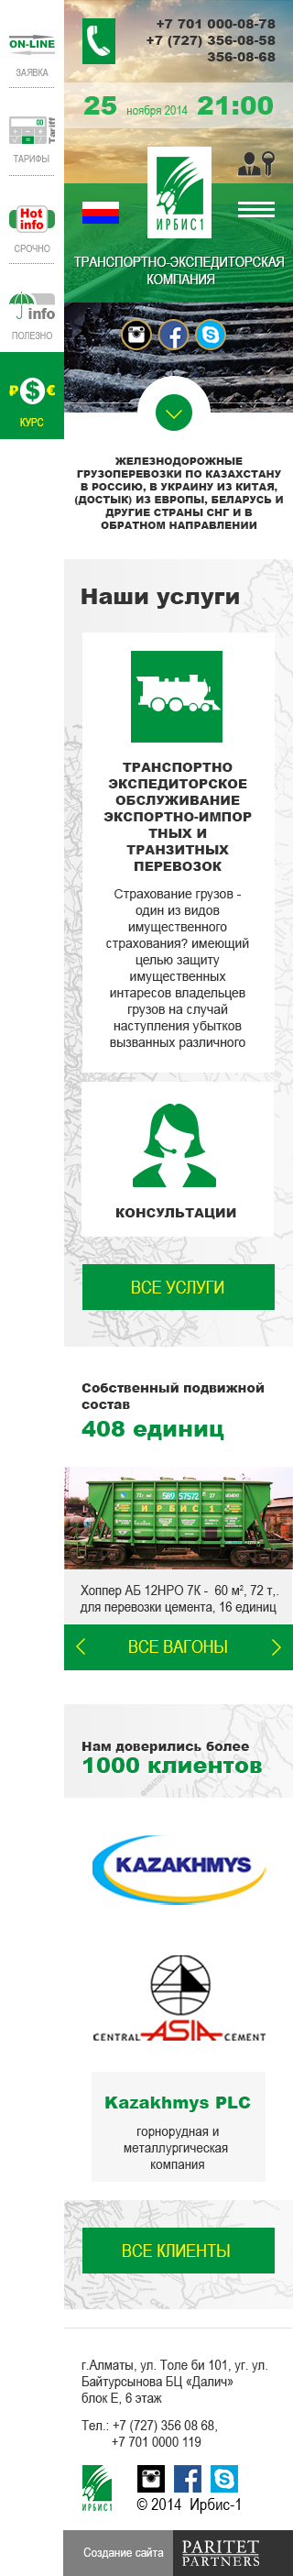 ON-LINE
ЗАЯВКА
00
Tariff
ТАРИФЫ
Hot
info
СРОЧНО
info
ПОЛЕЗНО
₽ $ €
КУРС
+7 701 000-08-78
+7 (727) 356-08-58
356-08-68
25 ноября 2014 21:00
ИРБИС1
ТРАНСПОРТНО-ЭКСПЕДИТОРСКАЯ
КОМПАНИЯ
ЖЕЛЕЗНОДОРОЖНЫЕ
ГРУЗОПЕРЕВОЗКИ ПО КАЗАХСТАНУ
В РОССИЮ, В УКРАИНУ ИЗ КИТАЯ,
(ДОСТЫК) ИЗ ЕВРОПЫ, БЕЛАРУСЬ И
ДРУГИЕ СТРАНЫ СНГ И В
ОБРАТНОМ НАПРАВЛЕНИИ
Наши услуги
ТРАНСПОРТНО
ЭКСПЕДИТОРСКОЕ
ОБСЛУЖИВАНИЕ
ЭКСПОРТНО-ИМПОР
ТНЫХ И
ТРАНЗИТНЫХ
ПЕРЕВОЗОК
Страхование грузов -
один из видов
имущественного
страхования? имеющий
целью защиту
имущественных
интаресов владельцев
грузов на случай
наступления убытков
вызванных различного
КОНСУЛЬТАЦИИ
ВСЕ УСЛУГИ
Собственный подвижной
состав
408 единиц
589 57572
ИРБИС1
Хоппер АБ 12НРО 7К - 60 м², 72 т,.
для перевозки цемента, 16 единиц
ВСЕ ВАГОНЫ
Нам доверились более
1000 клиентов
KAZAKHMYS
CENTRAL ASIA CEMENT
Kazakhmys PLC
горнорудная и
металлургическая
компания
ВСЕ КЛИЕНТЫ
г.Алматы, ул. Толе би 101, уг. ул.
Байтурсынова БЦ «Далич»
блок Е, 6 этаж
Тел.: +7 (727) 356 08 68,
+7 701 0000 119
ИРБИС1
© 2014 Ирбис-1
Создание сайта
PARITET
PARTNERS